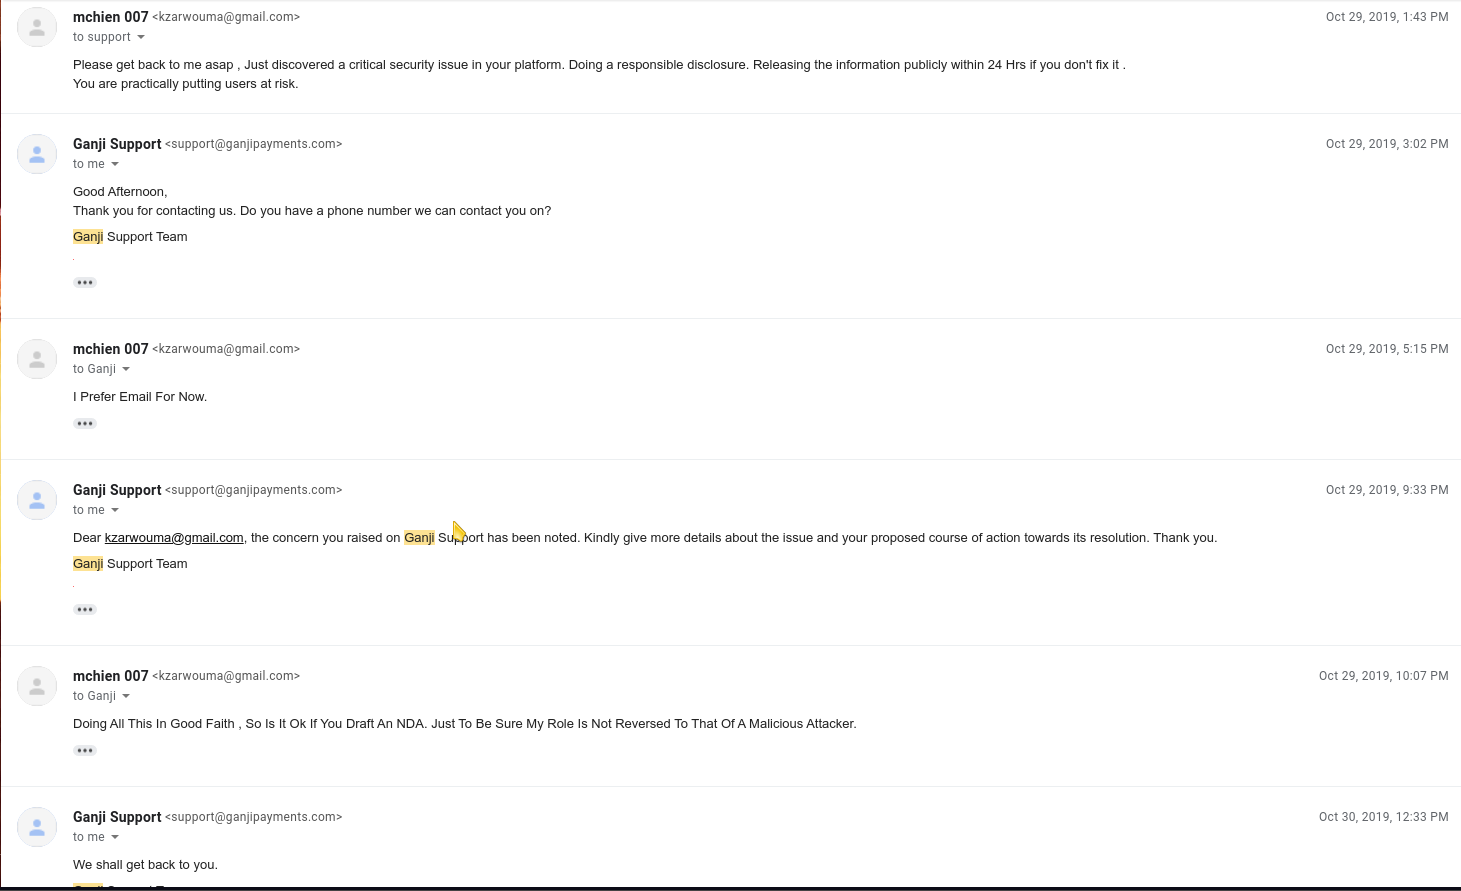 mchien 007 <kzarwouma@gmail.com> Oct 29, 2019, 1:43 PM
to support
Please get back to me asap , Just discovered a critical security issue in your platform. Doing a responsible disclosure. Releasing the information publicly within 24 Hrs if you don't fix it .
You are practically putting users at risk.
Ganji Support <support@ganjipayments.com> Oct 29, 2019, 3:02 PM
to me
Good Afternoon,
Thank you for contacting us. Do you have a phone number we can contact you on?
Ganji Support Team
mchien 007 <kzarwouma@gmail.com> Oct 29, 2019, 5:15 PM
to Ganji
I Prefer Email For Now.
Ganji Support <support@ganjipayments.com> Oct 29, 2019, 9:33 PM
to me
Dear kzarwouma@gmail.com, the concern you raised on Ganji Support has been noted. Kindly give more details about the issue and your proposed course of action towards its resolution. Thank you.
Ganji Support Team
mchien 007 <kzarwouma@gmail.com> Oct 29, 2019, 10:07 PM
to Ganji
Doing All This In Good Faith , So Is It Ok If You Draft An NDA. Just To Be Sure My Role Is Not Reversed To That Of A Malicious Attacker.
Ganji Support <support@ganjipayments.com> Oct 30, 2019, 12:33 PM
to me
We shall get back to you.